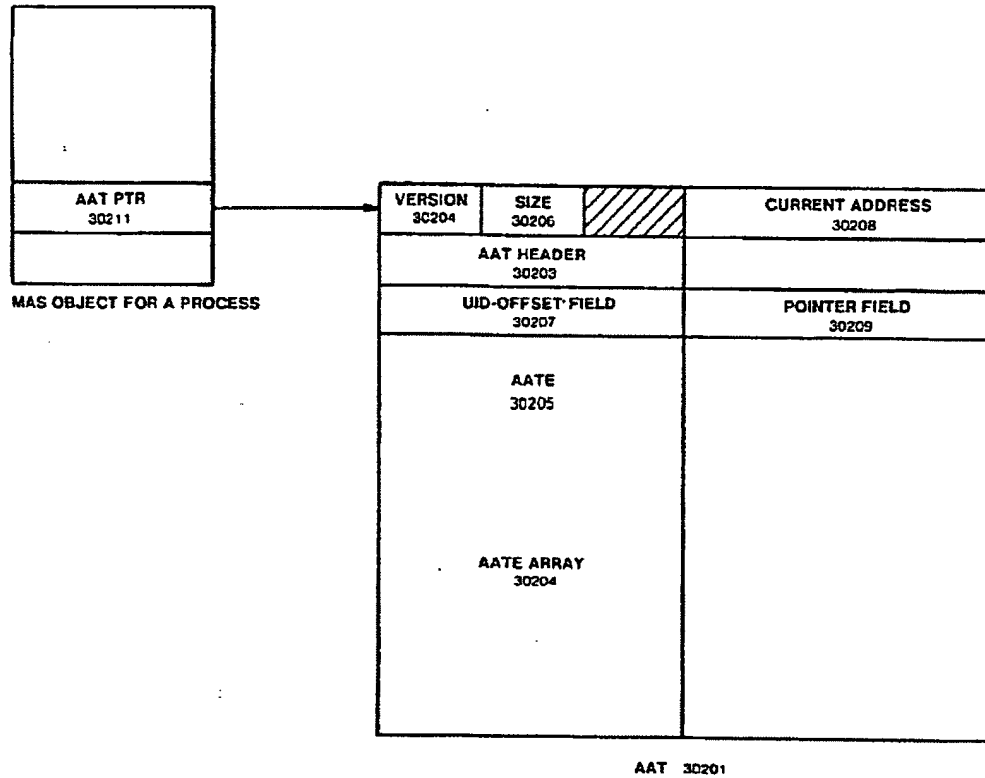 AAT PTR
30211
MAS OBJECT FOR A PROCESS
VERSION
30204
SIZE
30206
CURRENT ADDRESS
30208
AAT HEADER
30203
UID-OFFSET FIELD
30207
POINTER FIELD
30209
AATE
30205
AATE ARRAY
30204
AAT 30201